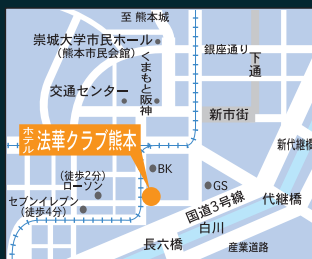 至 熊本城
崇城大学市民ホール
(熊本市民会館)
銀座通り
下通
くまもと阪神
交通センター
新市街
ホテル 法華クラブ熊本
新代継橋
BK
(徒歩2分)
ローソン
GS
セブンイレブン
(徒歩4分)
国道3号線
代継橋
白川
長六橋
産業道路